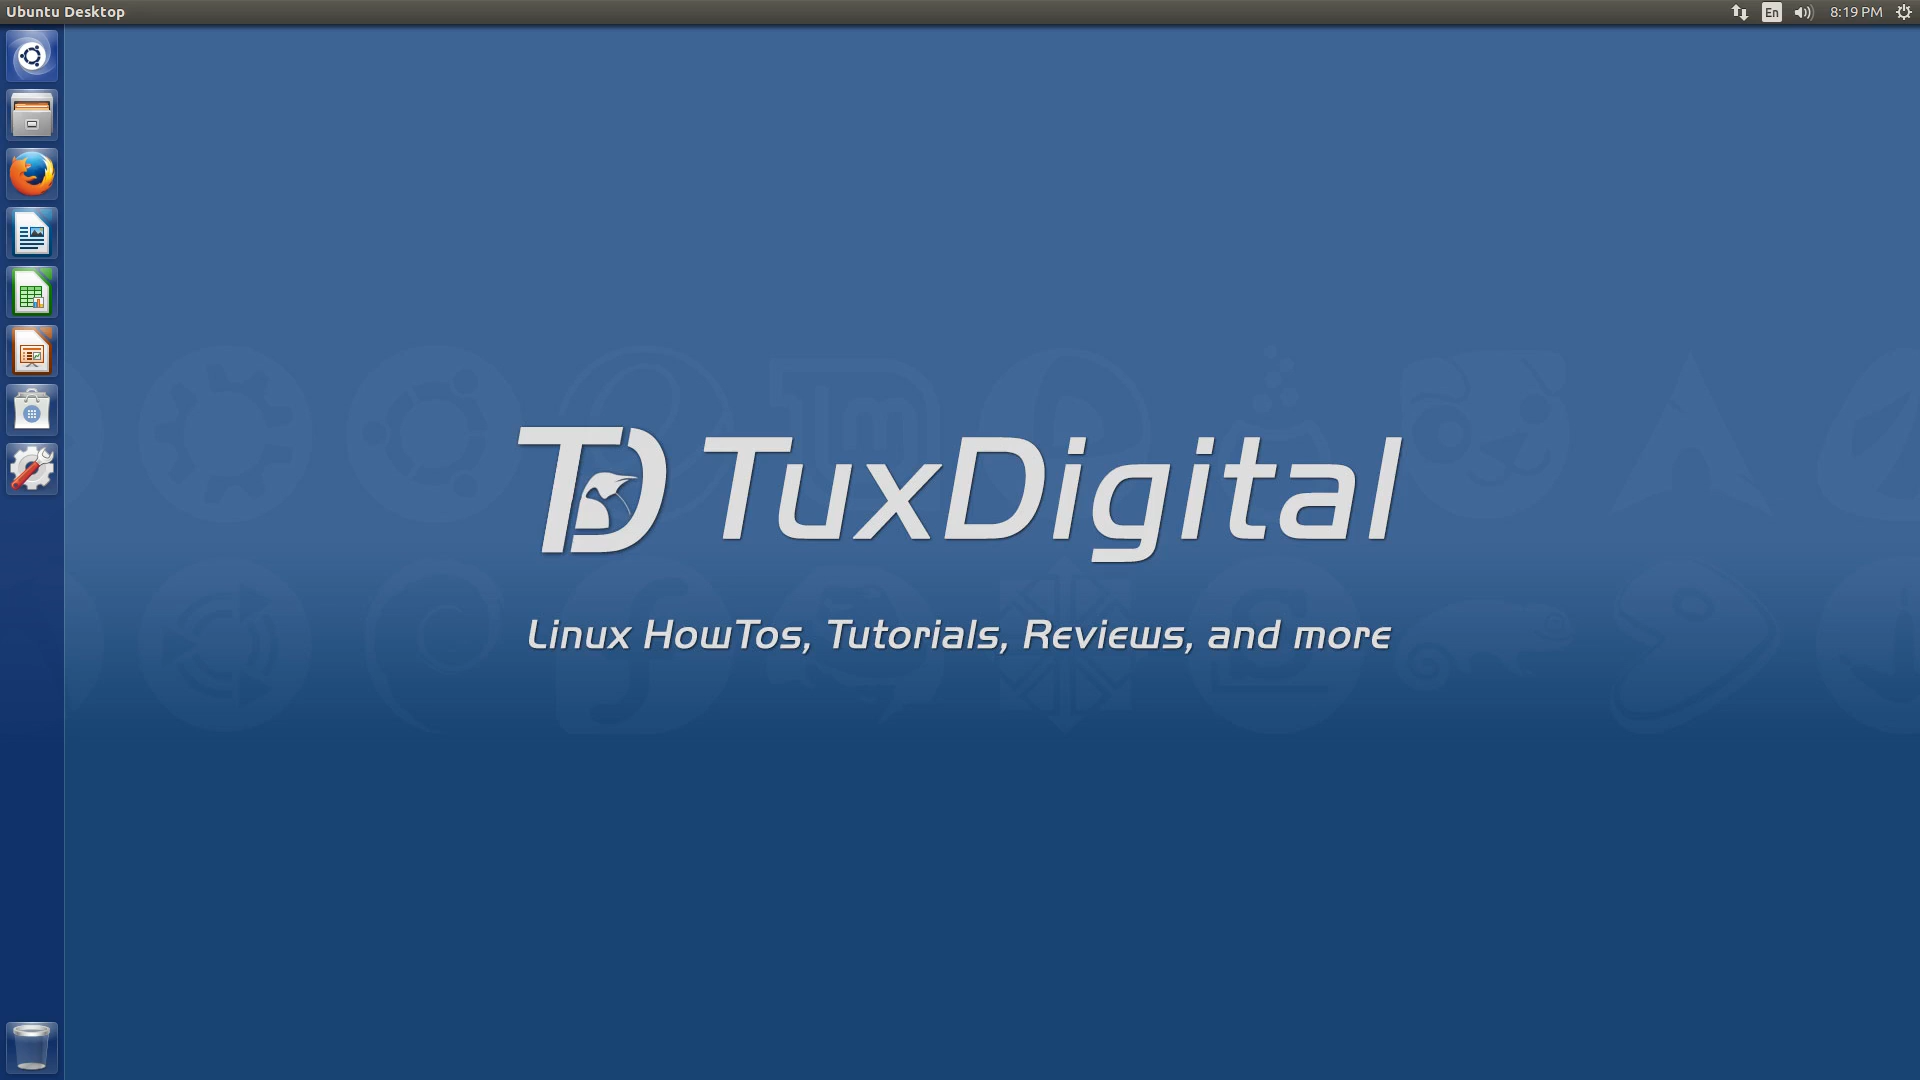 Ubuntu Desktop
En
8:19 PM
TD TuxDigital
Linux HowTos, Tutorials, Reviews, and more